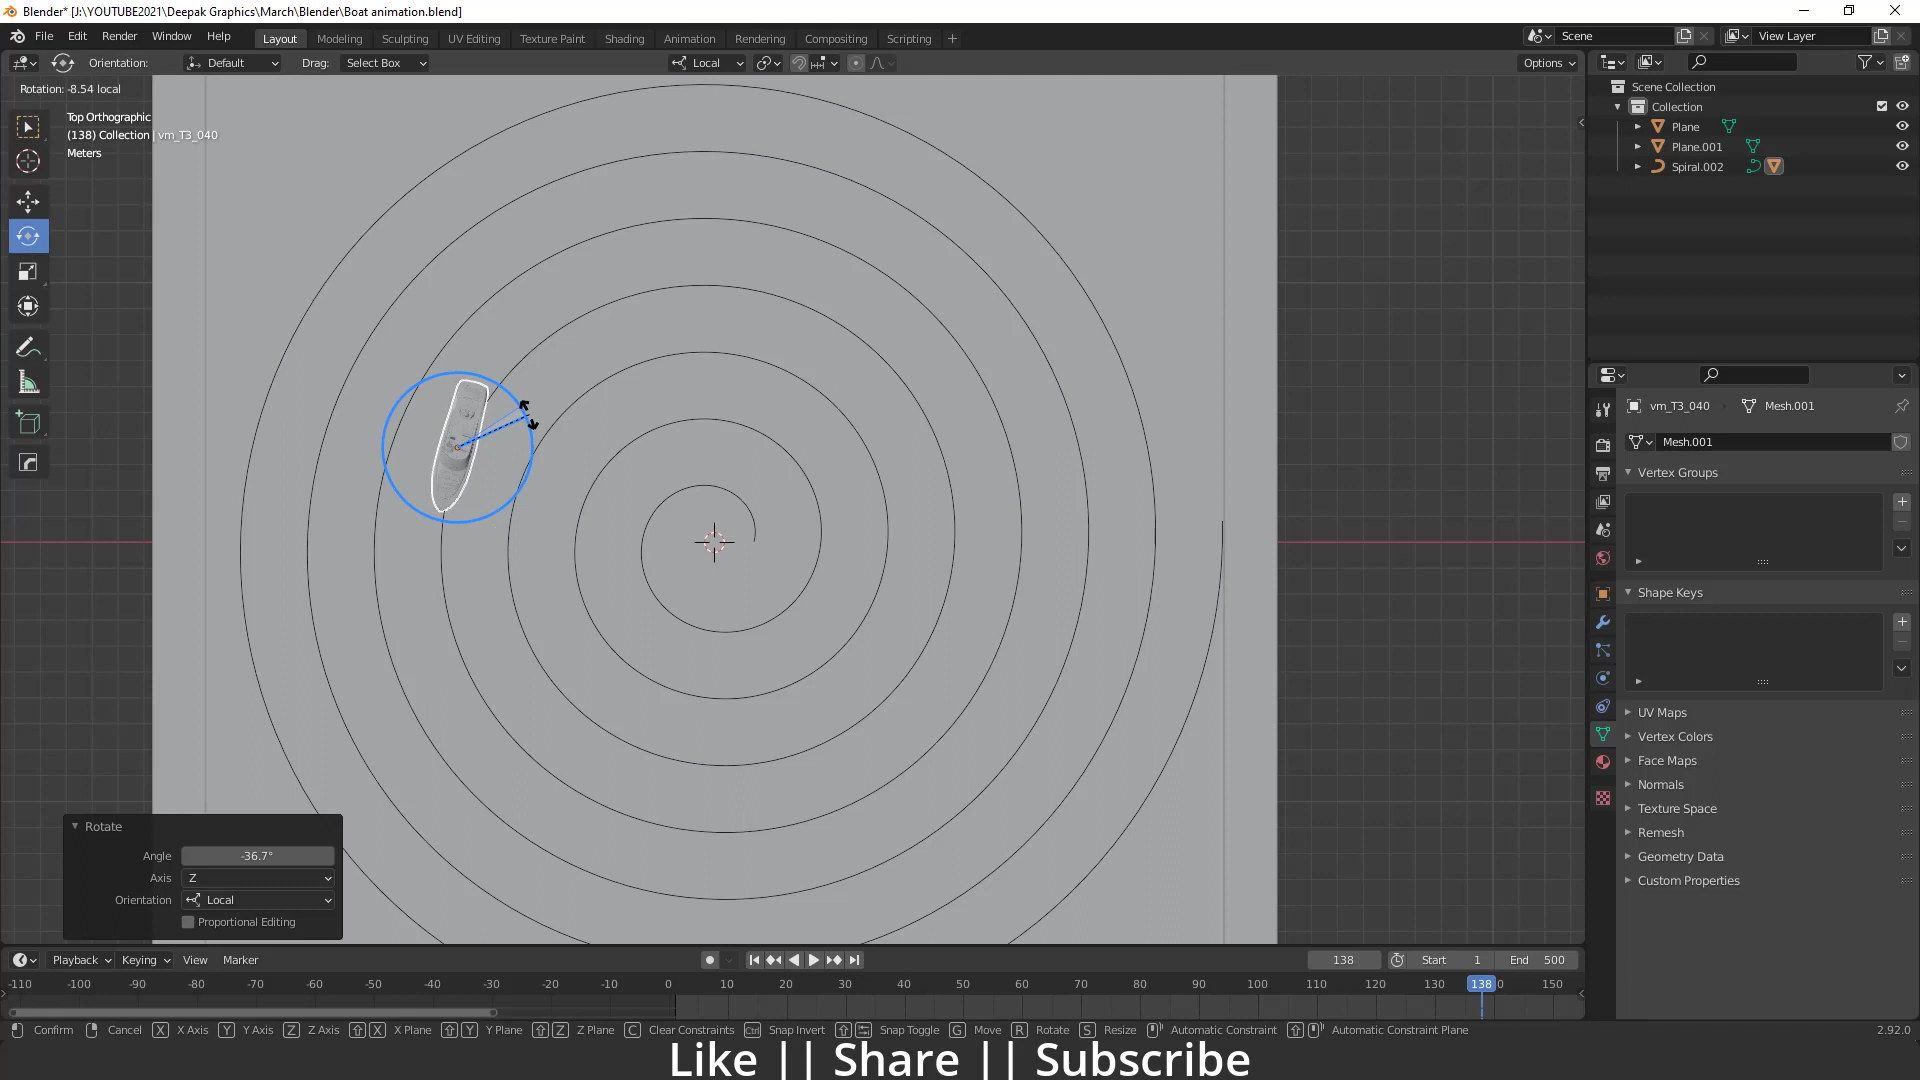 Blender* [J:\YOUTUBE2021\Deepak Graphics\March\Blender\Boat animation.blend]
File Edit Render Window Help Layout Modeling Sculpting UV Editing Texture Paint Shading Animation Rendering Compositing Scripting + Scene View Layer
Orientation: Default Drag: Select Box Local Options
Rotation: -8.54 local
Top Orthographic
(138) Collection | vm_T3_040
Meters
Scene Collection
Collection
Plane
Plane.001
Spiral.002
vm_T3_040 Mesh.001
Mesh.001
Vertex Groups
Shape Keys
UV Maps
Vertex Colors
Face Maps
Normals
Texture Space
Remesh
Geometry Data
Custom Properties
Rotate
Angle -36.7°
Axis Z
Orientation Local
Proportional Editing
Playback Keying View Marker 138 Start 1 End 500
-110 -100 -90 -80 -70 -60 -50 -40 -30 -20 -10 0 10 20 30 40 50 60 70 80 90 100 110 120 130 138 0 150
Confirm Cancel X X Axis Y Y Axis Z Z Axis X X Plane Y Y Plane Z Z Plane C Clear Constraints Ctrl Snap Invert Snap Toggle G Move R Rotate S Resize Automatic Constraint Automatic Constraint Plane 2.92.0
Like || Share || Subscribe